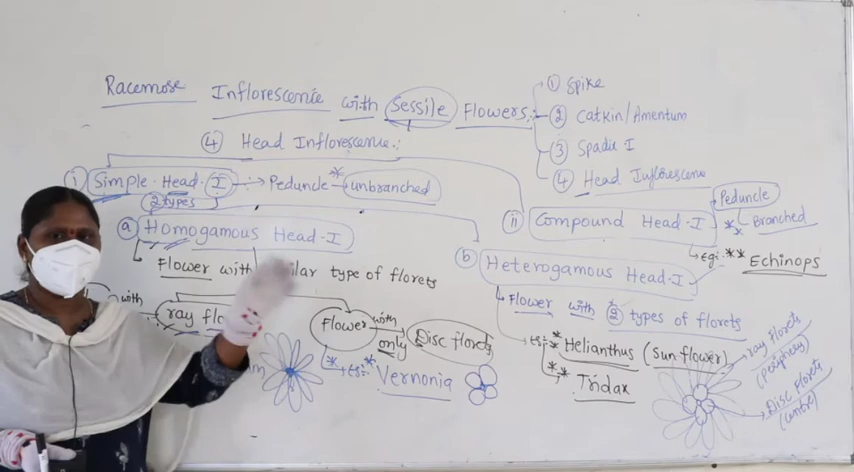 Racemose Inflorescence with Sessile Flowers:
① Spike
② Catkin/Amentum
③ Spadix I
④ Head Inflorescene
④ Head Inflorescence:
i) Simple Head I → Peduncle * unbranched
2 types
ii) Compound Head-I
Peduncle
** Branched
eg: ** Echinops
a) Homogamous Head-I
Flower with type of florets
with
ray
Flower with only Disc florets
* eg:- * Vernonia
b) Heterogamous Head-I
Flower with 2 types of florets
eg: ** Helianthus (Sunflower)
** Tridax
ray florets (periphery)
Disc florets (centre)